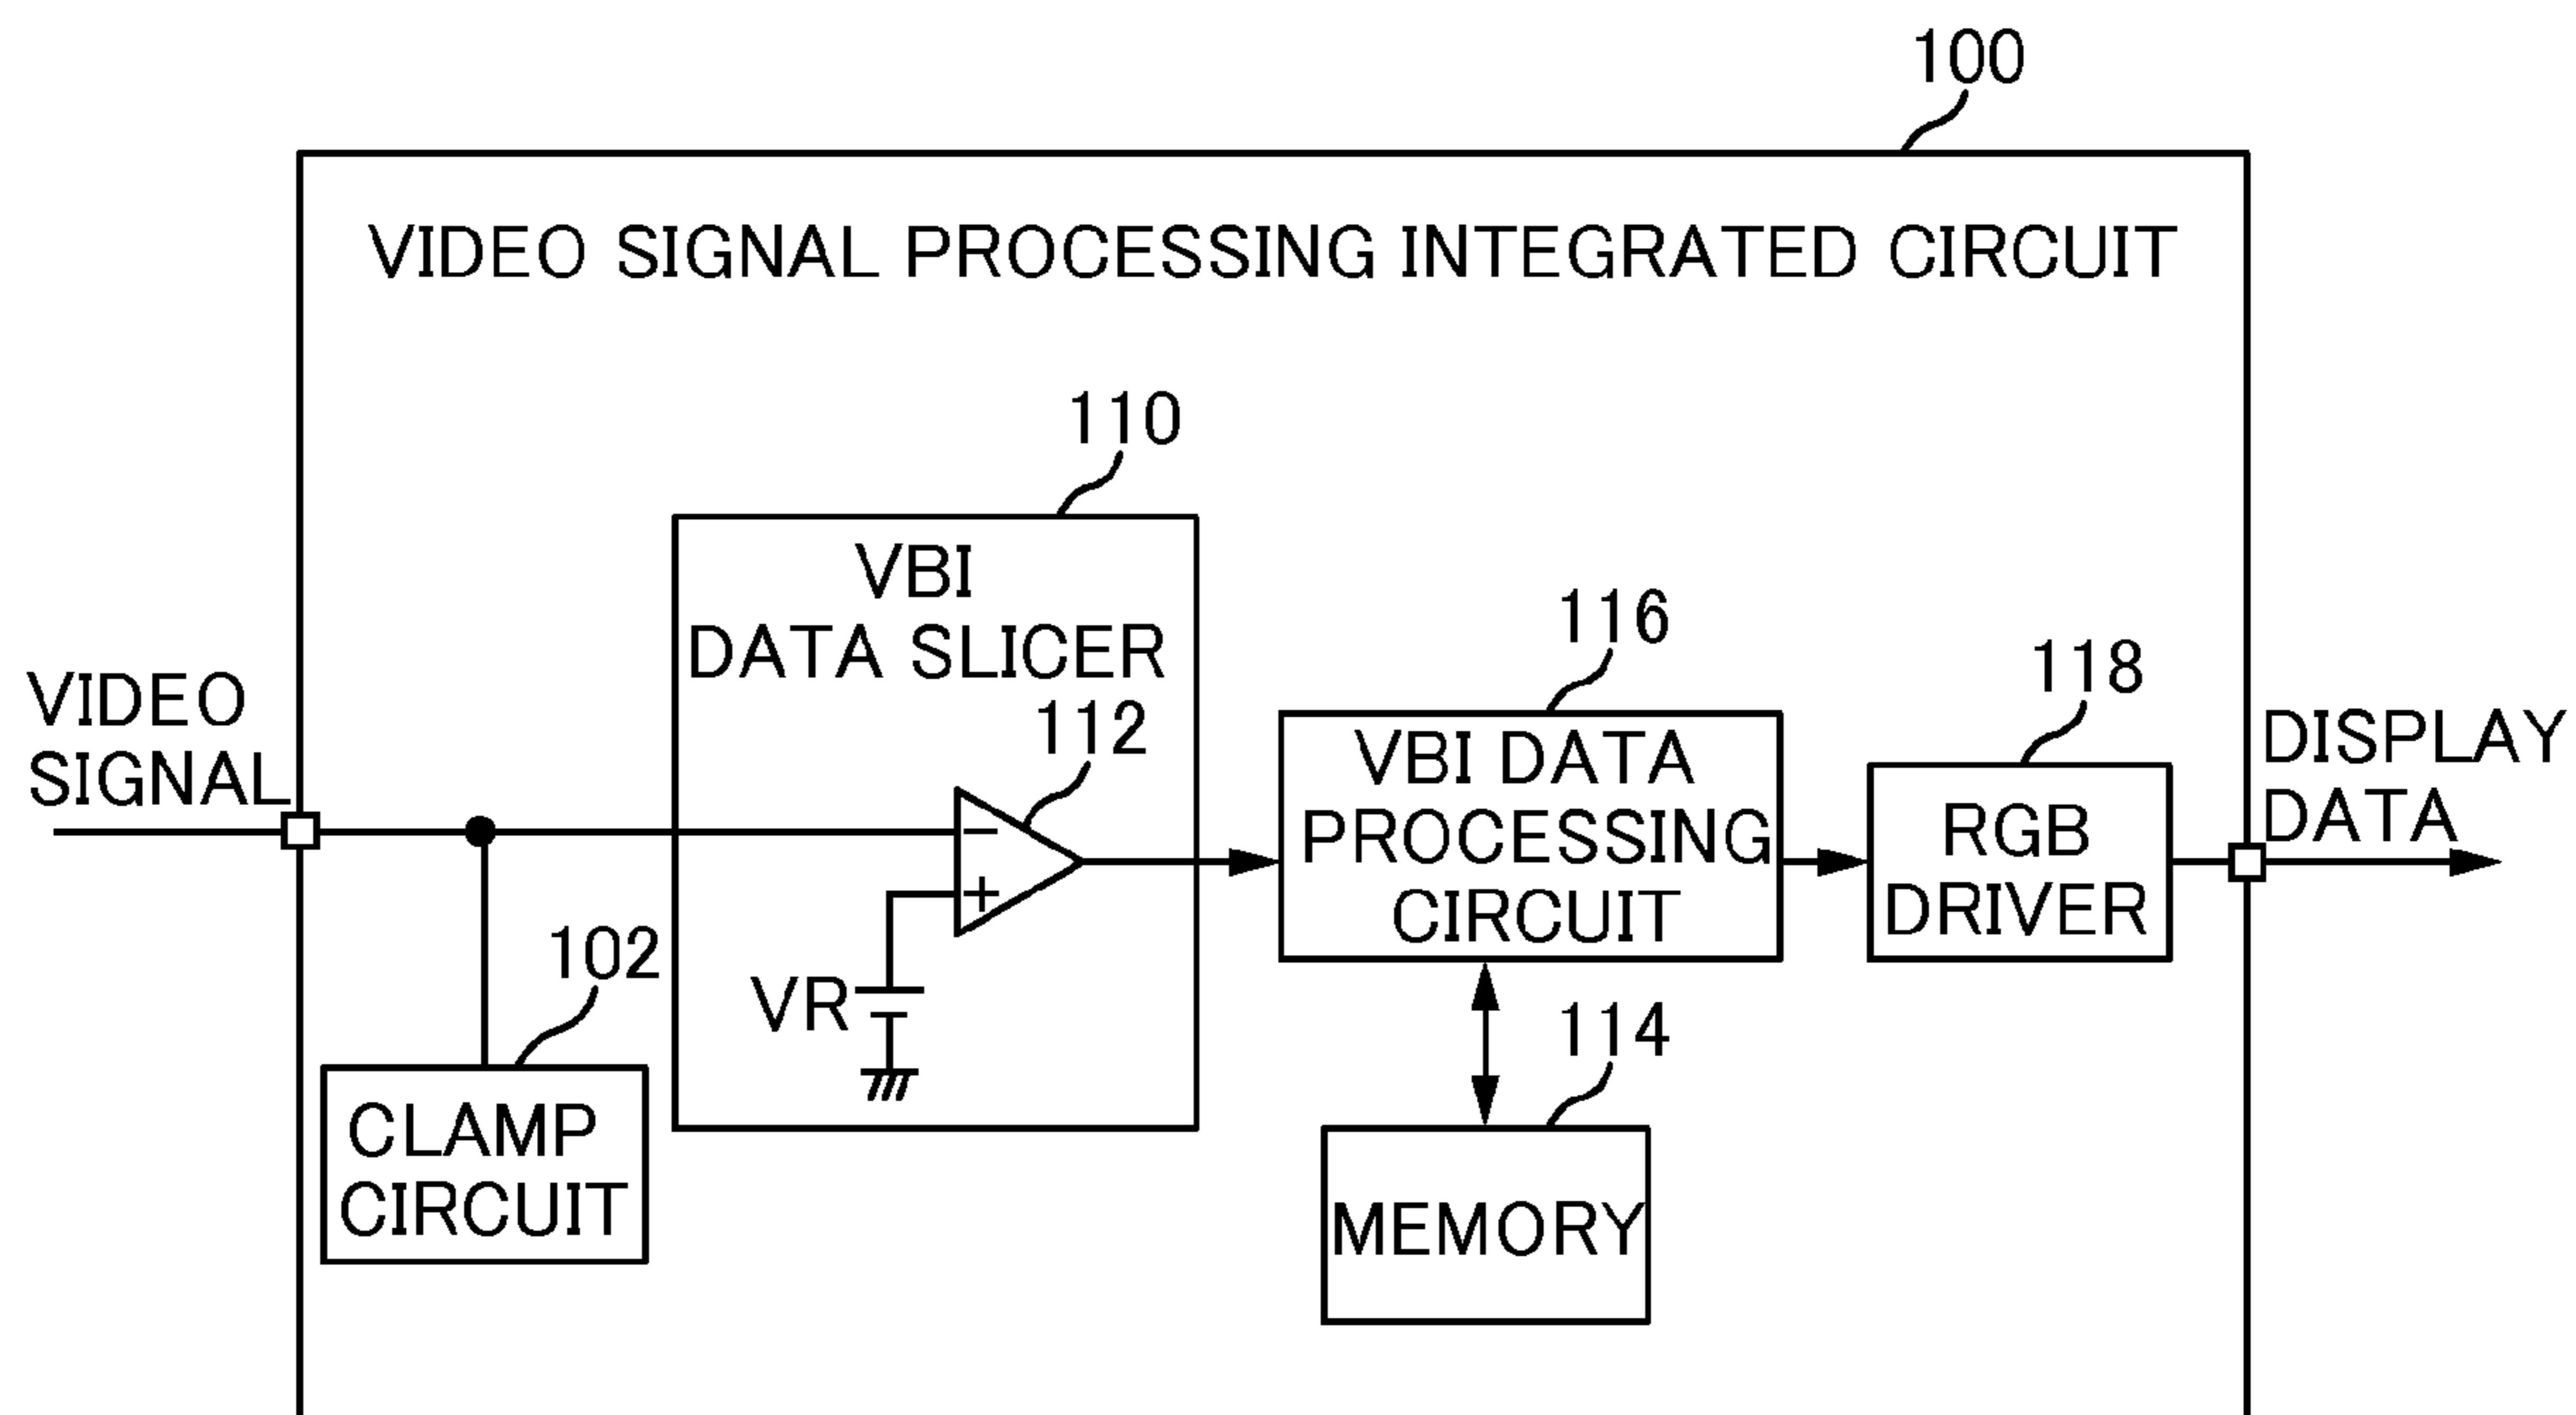 100
VIDEO SIGNAL PROCESSING INTEGRATED CIRCUIT
110
VBI
DATA SLICER
112
116
118
VIDEO
SIGNAL
VBI DATA
PROCESSING
CIRCUIT
RGB
DRIVER
DISPLAY
DATA
−
+
VR
102
CLAMP
CIRCUIT
114
MEMORY